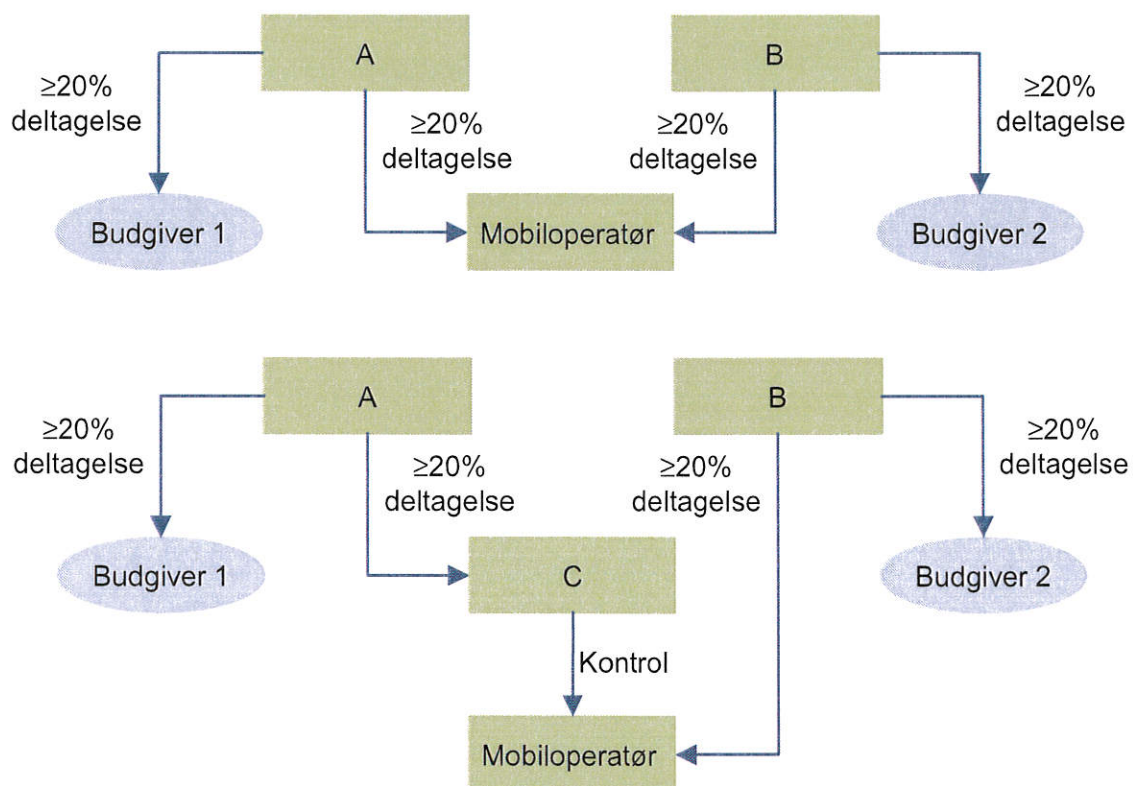 A
B
≥20%
deltagelse
≥20%
deltagelse
≥20%
deltagelse
≥20%
deltagelse
Budgiver 1
Mobiloperatør
Budgiver 2
A
B
≥20%
deltagelse
≥20%
deltagelse
≥20%
deltagelse
≥20%
deltagelse
Budgiver 1
C
Budgiver 2
Kontrol
Mobiloperatør